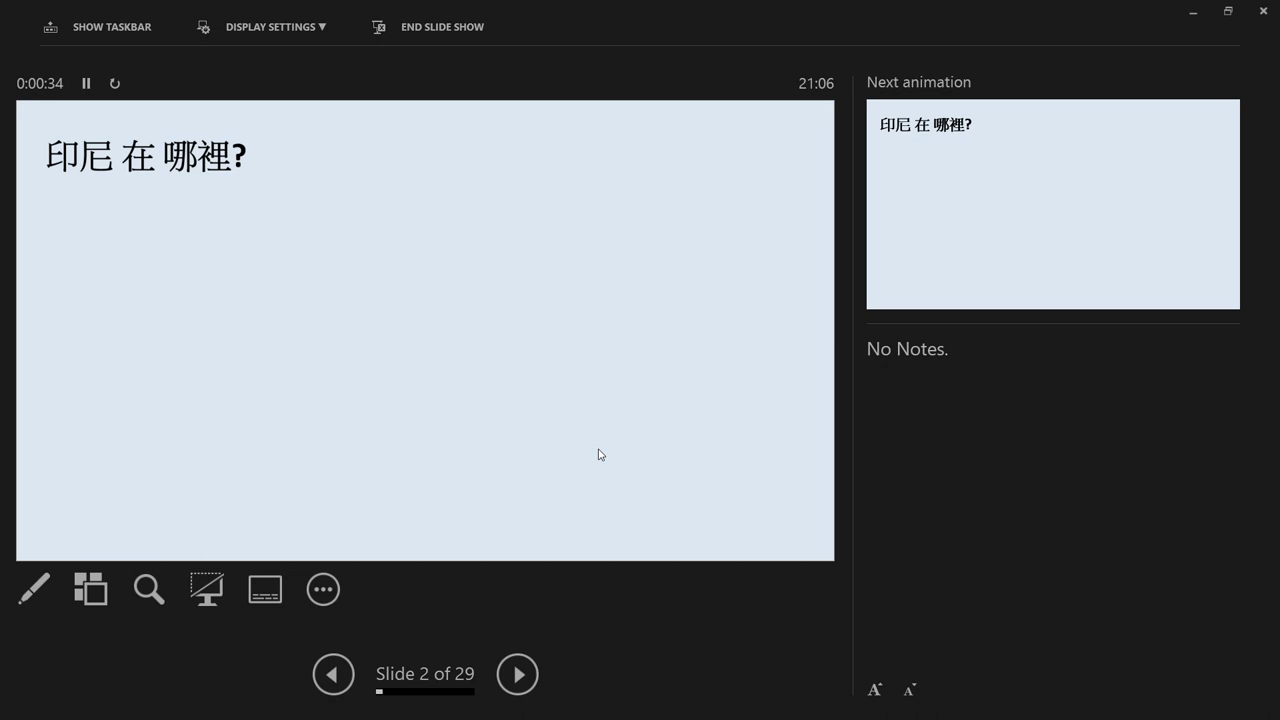 SHOW TASKBAR
DISPLAY SETTINGS ▼
END SLIDE SHOW
0:00:34
21:06
印尼 在 哪裡?
Next animation
印尼 在 哪裡?
No Notes.
Slide 2 of 29
A A